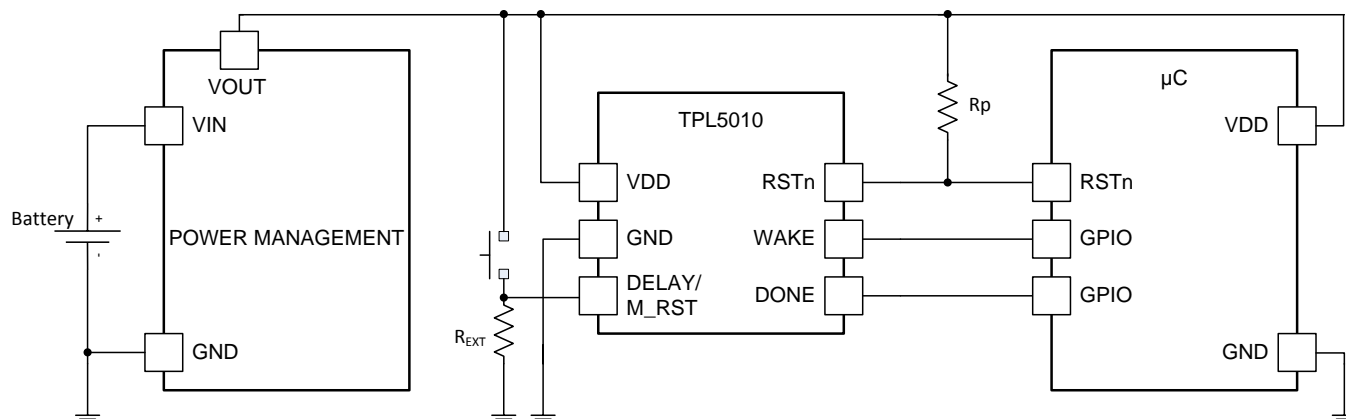 VOUT
VIN
Battery
+
-
POWER MANAGEMENT
GND
R_EXT
TPL5010
VDD
GND
DELAY/
M_RST
RSTn
WAKE
DONE
Rp
µC
VDD
RSTn
GPIO
GPIO
GND